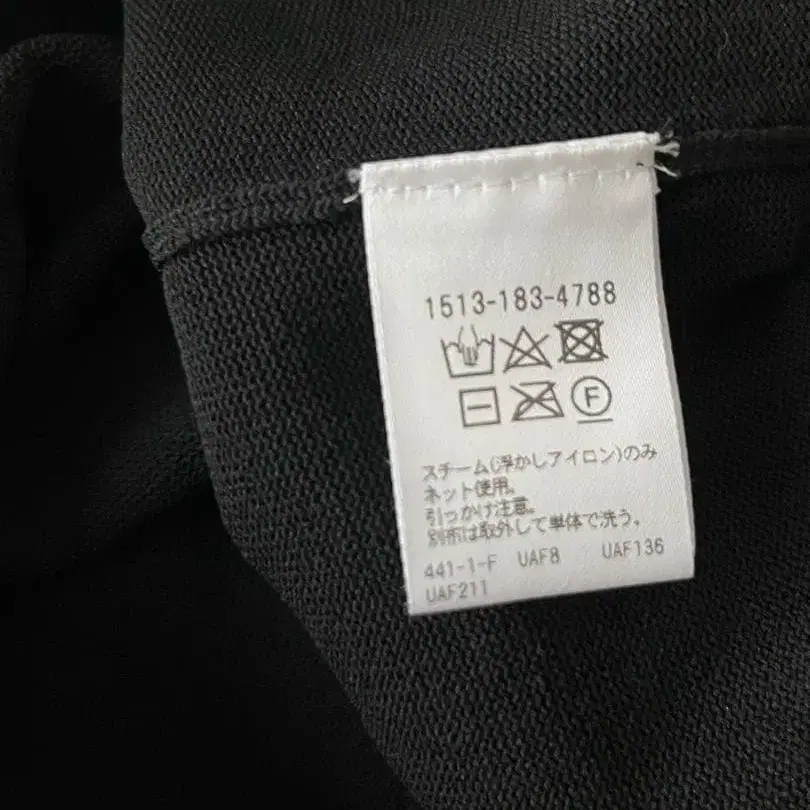 1513-183-4788
F
スチーム(浮かしアイロン)のみ
ネット使用。
引っかけ注意。
別布は取外して単体で洗う。
441-1-F UAF8 UAF136
UAF211